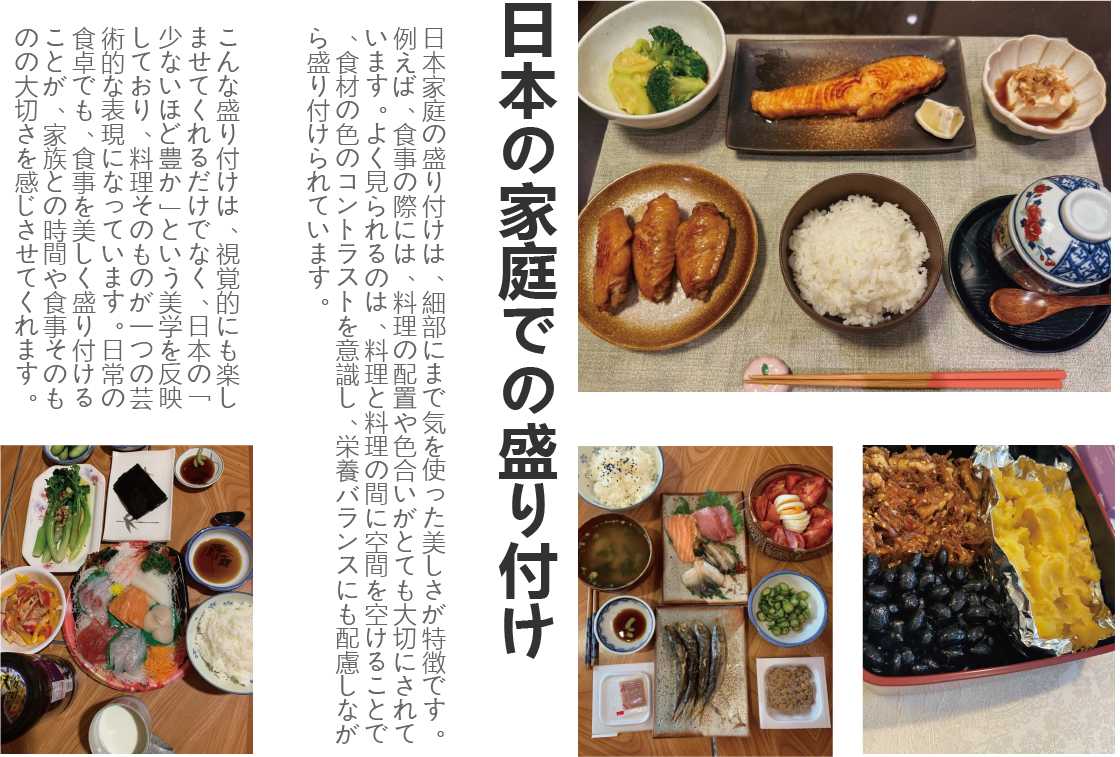 日本の家庭での盛り付け
日本家庭の盛り付けは、細部にまで気を使った美しさが特徴です。
例えば、食事の際には、料理の配置や色合いがとても大切にされて
います。よく見られるのは、料理と料理の間に空間を空けることで
、食材の色のコントラストを意識し、栄養バランスにも配慮しなが
ら盛り付けられています。
こんな盛り付けは、視覚的にも楽し
ませてくれるだけでなく、日本の「
少ないほど豊か」という美学を反映
しており、料理そのものが一つの芸
術的な表現になっています。日常の
食卓でも、食事を美しく盛り付ける
ことが、家族との時間や食事そのも
のの大切さを感じさせてくれます。